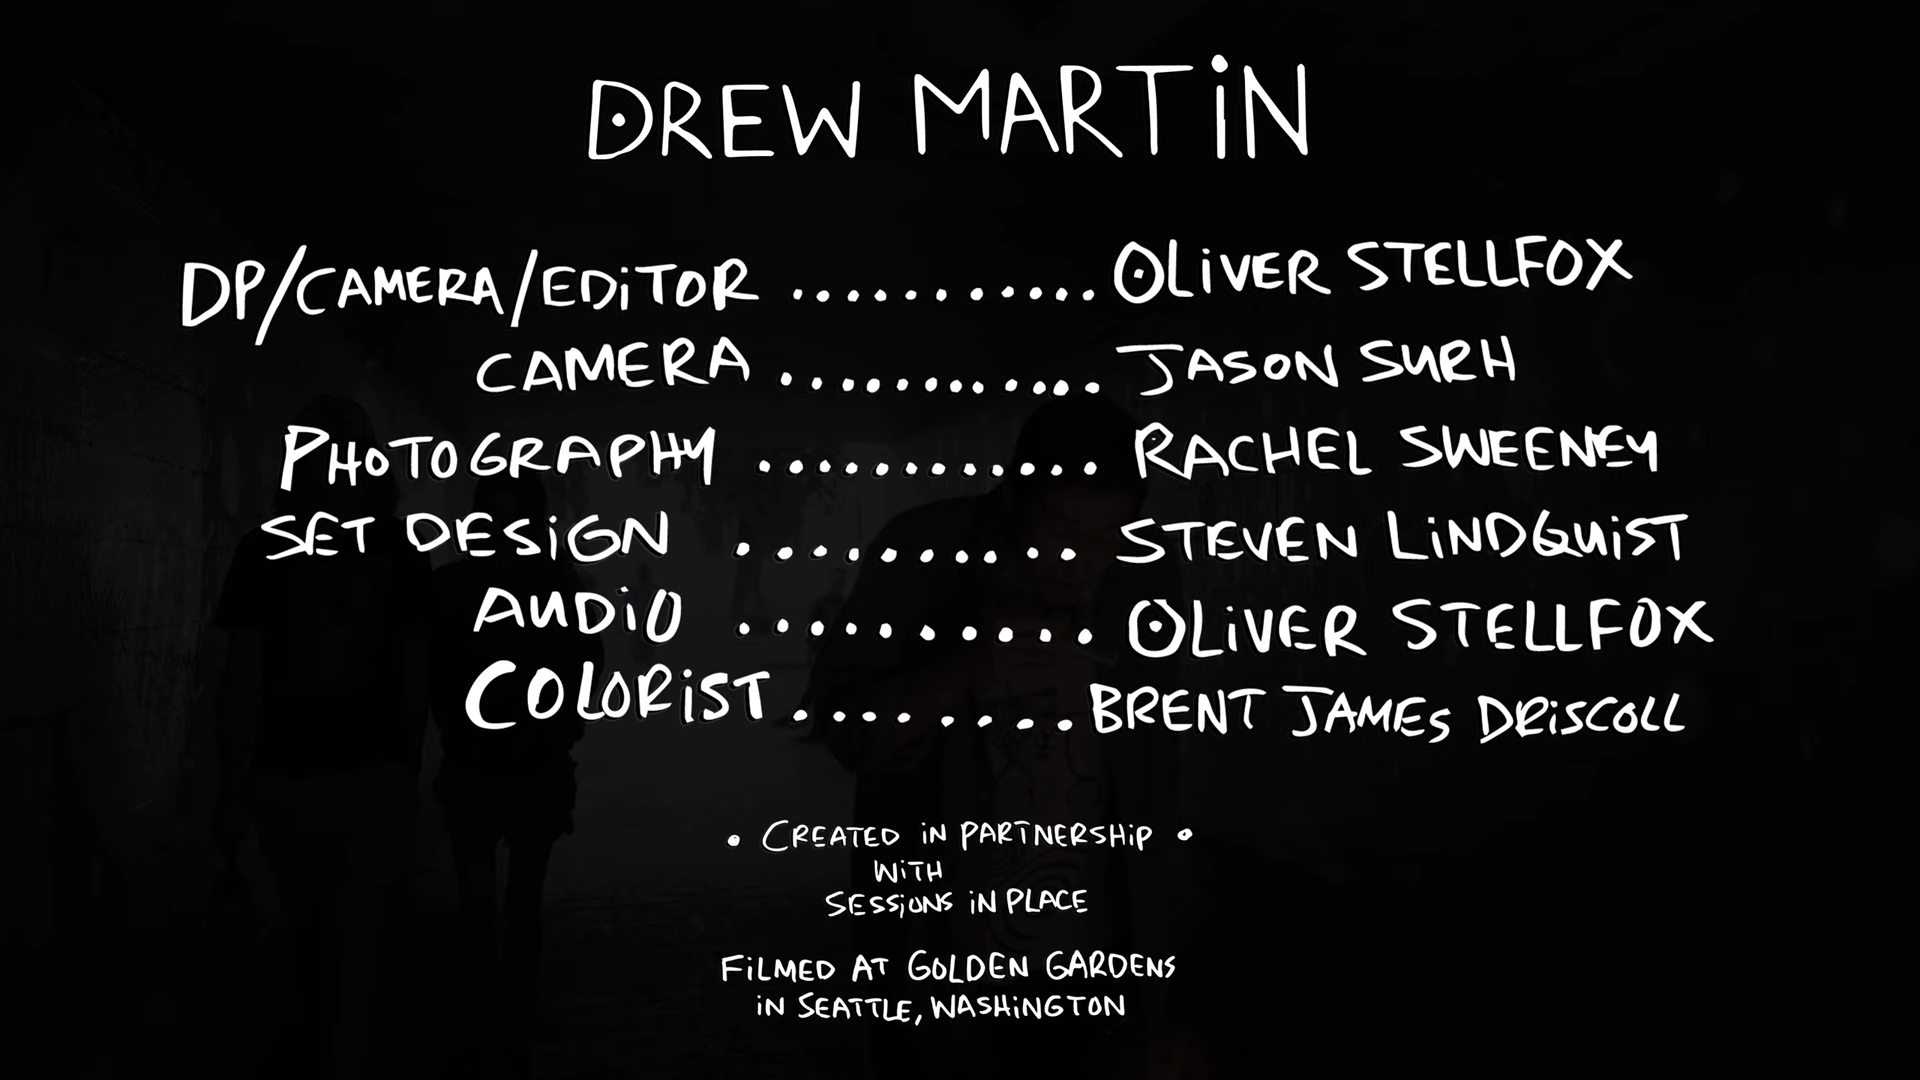 DREW MARTiN
DP/CAMERA/EDiTOR ........... OLiVER STELLFOX
CAMERA ............ JASON SURH
PHOTOGRAPHY ............ RACHEL SWEENEY
SET DESiGN .......... STEVEN LiNDQUiST
AUDiO .......... OLiVER STELLFOX
COLORiST ........ BRENT JAMES DRiSCOLL
• CREATED iN PARTNERSHiP •
WiTH
SESSiONS iN PLACE
FiLMED AT GOLDEN GARDENS
iN SEATTLE, WASHiNGTON